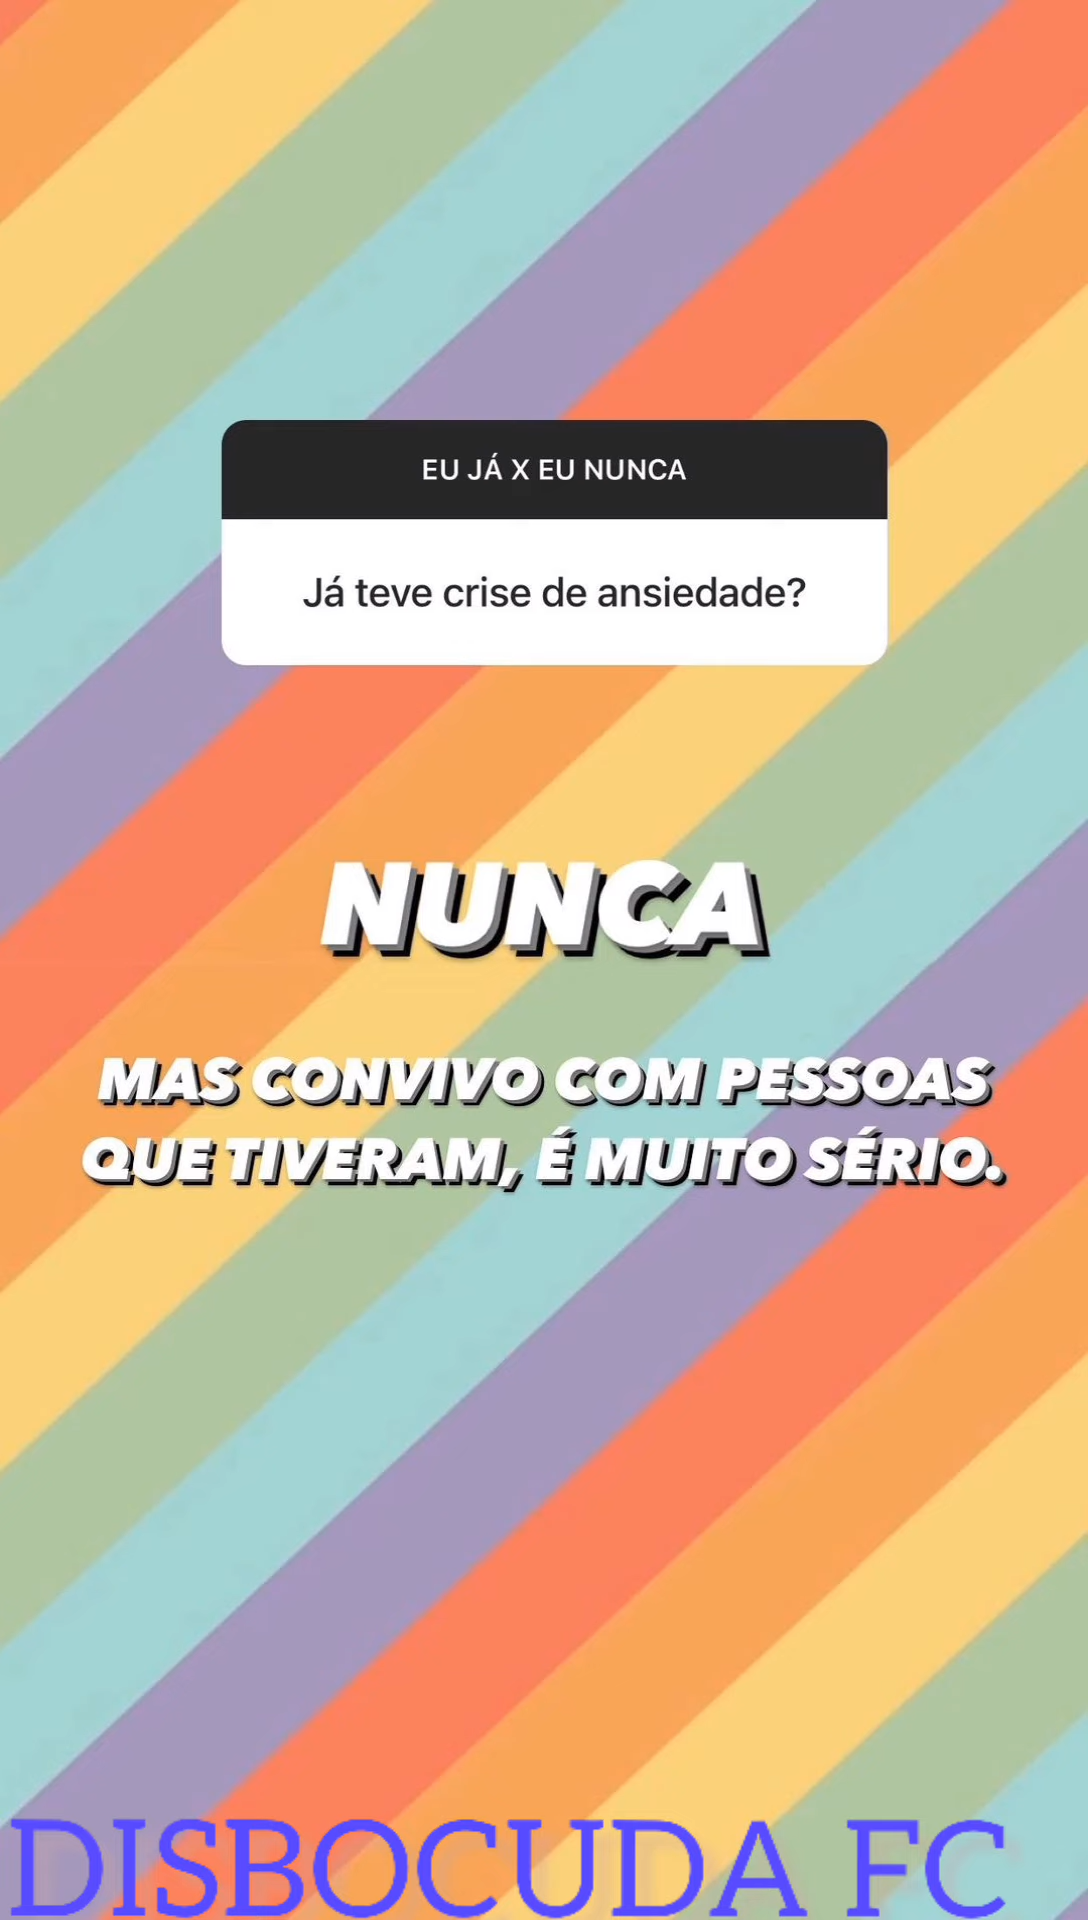 EU JÁ X EU NUNCA
Já teve crise de ansiedade?
NUNCA
MAS CONVIVO COM PESSOAS
QUE TIVERAM, É MUITO SÉRIO.
DISBOCUDA FC